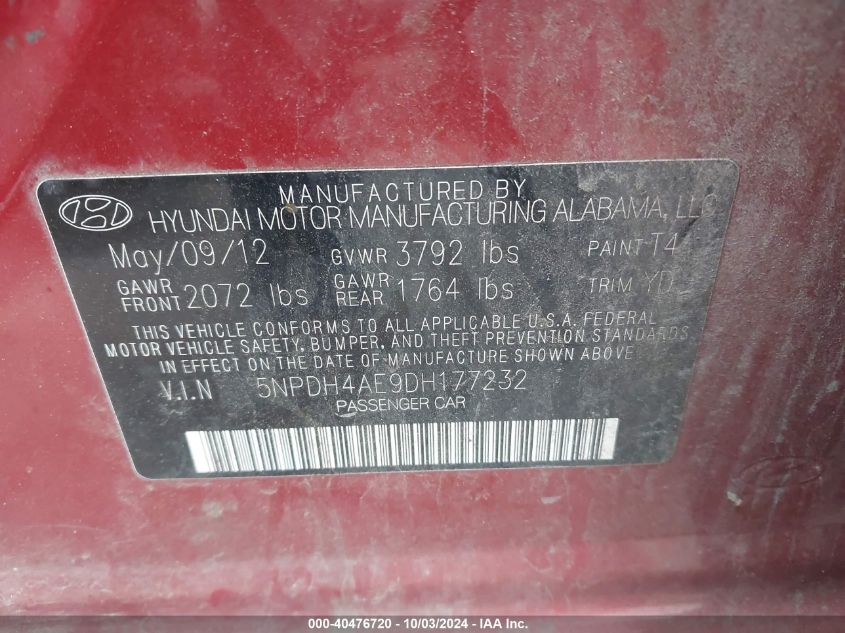 MANUFACTURED BY
HYUNDAI MOTOR MANUFACTURING ALABAMA, LLC
May/09/12 GVWR 3792 lbs PAINT T4
GAWR FRONT 2072 lbs GAWR REAR 1764 lbs TRIM YD
THIS VEHICLE CONFORMS TO ALL APPLICABLE U.S.A. FEDERAL
MOTOR VEHICLE SAFETY, BUMPER, AND THEFT PREVENTION STANDARDS
IN EFFECT ON THE DATE OF MANUFACTURE SHOWN ABOVE
V.I.N 5NPDH4AE9DH177232
PASSENGER CAR
000-40476720 - 10/03/2024 - IAA Inc.